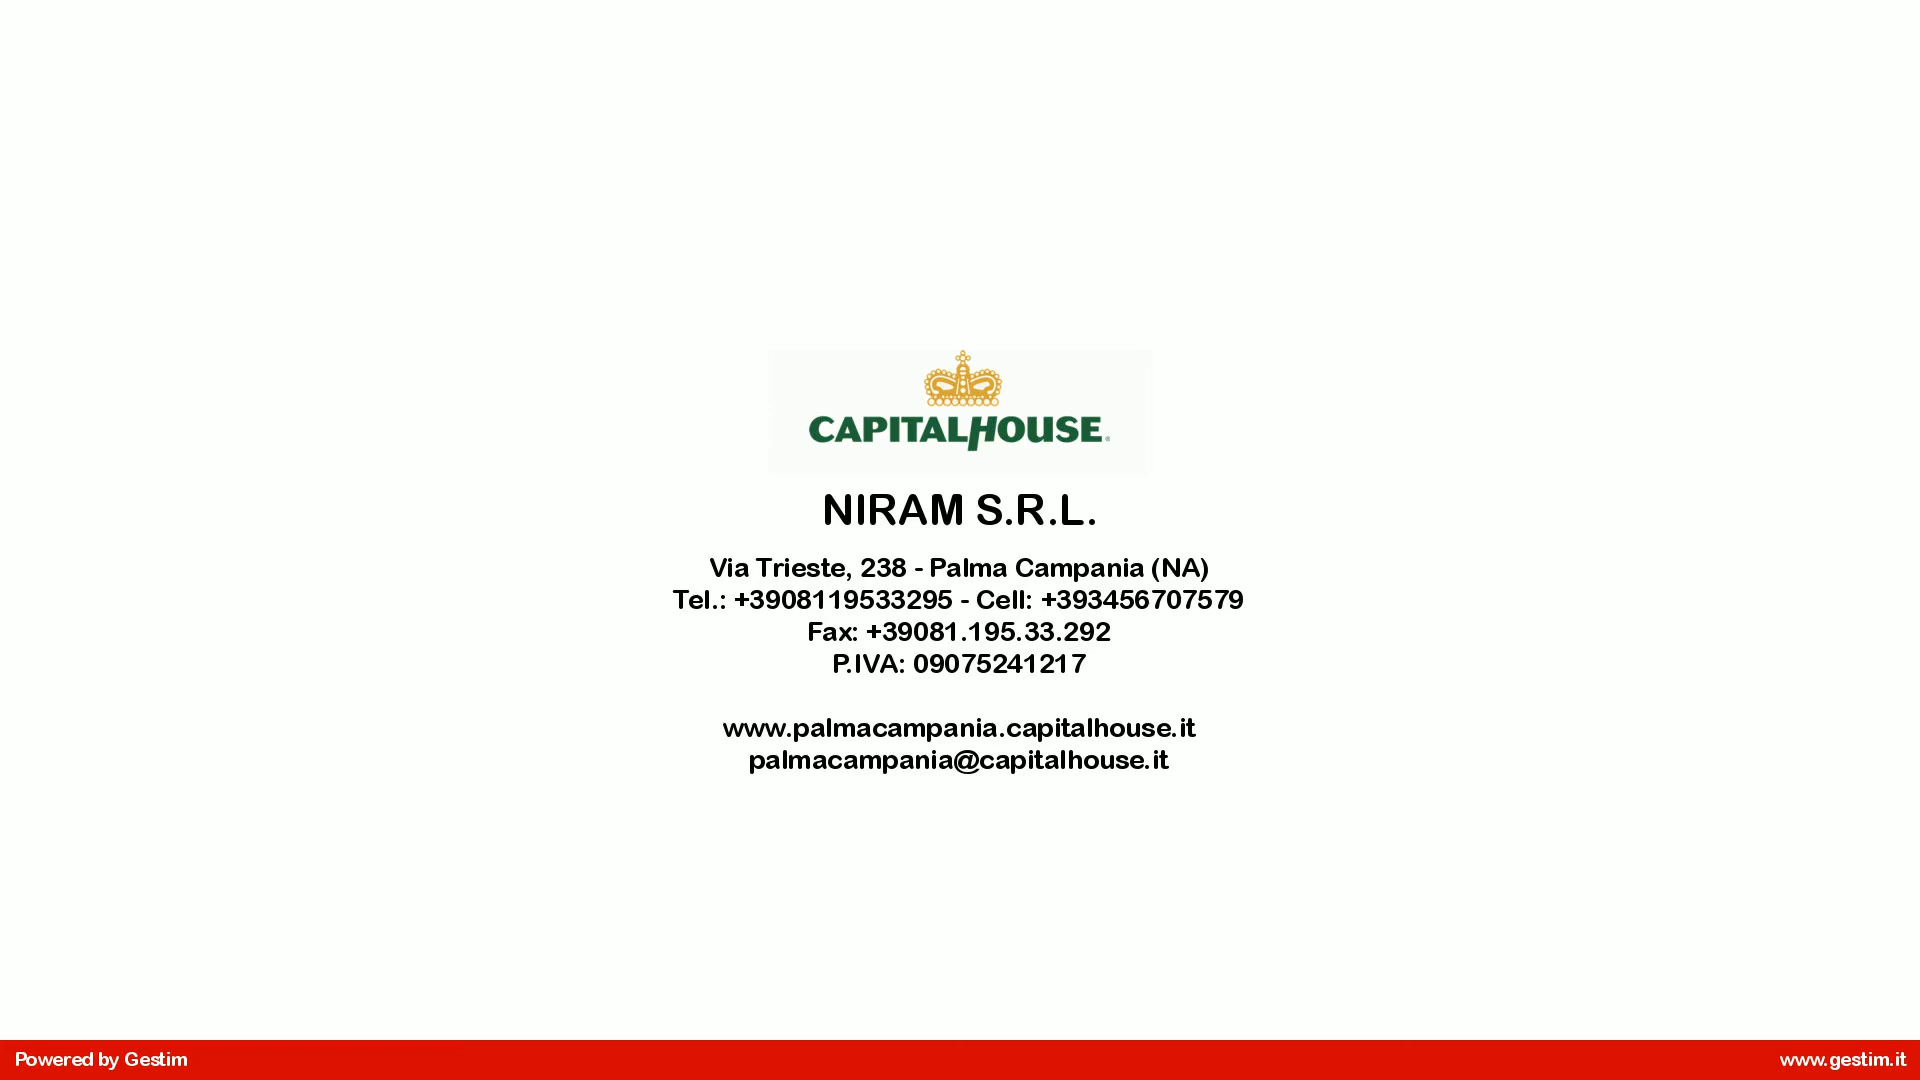 CAPITALHOUSE®
NIRAM S.R.L.
Via Trieste, 238 - Palma Campania (NA)
Tel.: +3908119533295 - Cell: +393456707579
Fax: +39081.195.33.292
P.IVA: 09075241217
www.palmacampania.capitalhouse.it
palmacampania@capitalhouse.it
Powered by Gestim
www.gestim.it